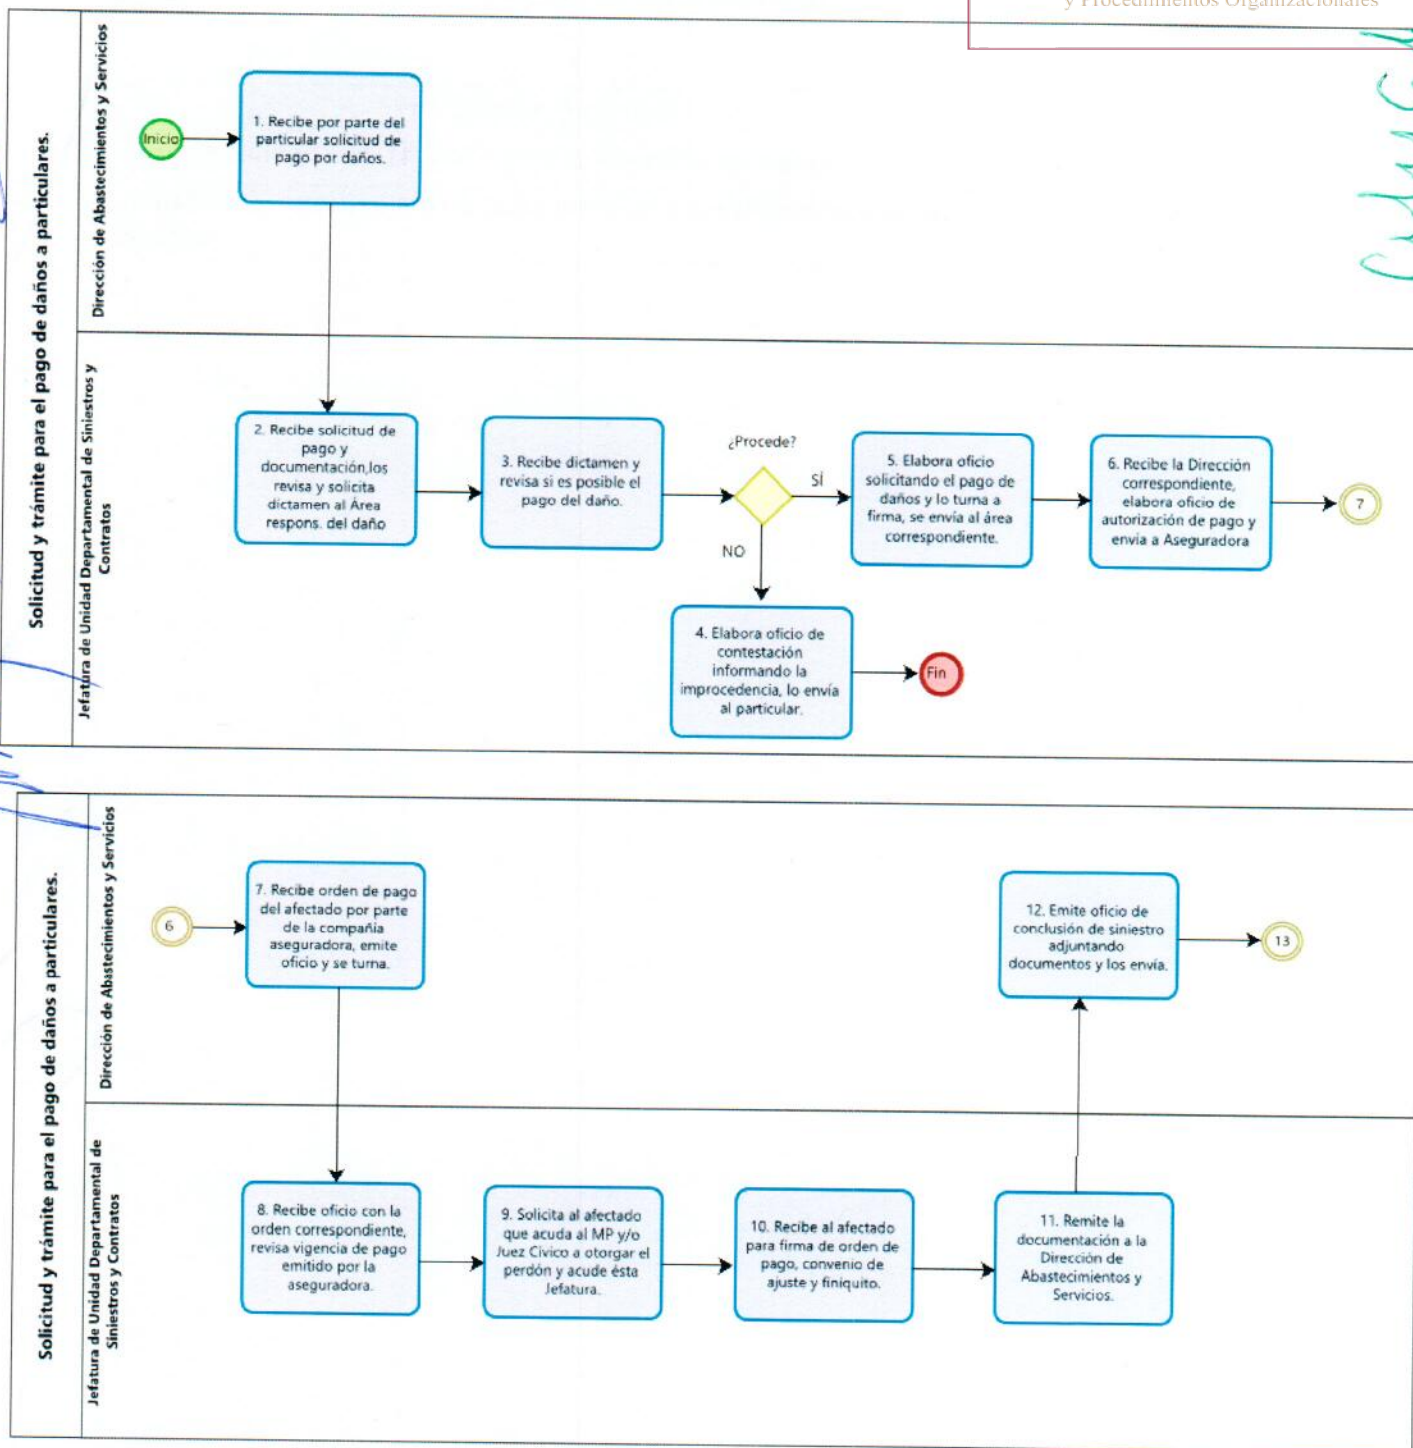 y Procedimientos Organizacionales
Solicitud y trámite para el pago de daños a particulares.
Dirección de Abastecimientos y Servicios
Inicio
1. Recibe por parte del
particular solicitud de
pago por daños.
Jefatura de Unidad Departamental de Siniestros y
Contratos
2. Recibe solicitud de
pago y
documentación,los
revisa y solicita
dictamen al Área
respons. del daño
3. Recibe dictamen y
revisa si es posible el
pago del daño.
¿Procede?
SÍ
NO
5. Elabora oficio
solicitando el pago de
daños y lo turna a
firma, se envía al área
correspondiente.
6. Recibe la Dirección
correspondiente,
elabora oficio de
autorización de pago y
envía a Aseguradora
7
4. Elabora oficio de
contestación
informando la
improcedencia, lo envía
al particular.
Fin
Solicitud y trámite para el pago de daños a particulares.
Dirección de Abastecimientos y Servicios
6
7. Recibe orden de pago
del afectado por parte
de la compañía
aseguradora, emite
oficio y se turna.
12. Emite oficio de
conclusión de siniestro
adjuntando
documentos y los envía.
13
Jefatura de Unidad Departamental de
Siniestros y Contratos
8. Recibe oficio con la
orden correspondiente,
revisa vigencia de pago
emitido por la
aseguradora.
9. Solicita al afectado
que acuda al MP y/o
Juez Cívico a otorgar el
perdón y acude ésta
Jefatura.
10. Recibe al afectado
para firma de orden de
pago, convenio de
ajuste y finiquito.
11. Remite la
documentación a la
Dirección de
Abastecimientos y
Servicios.